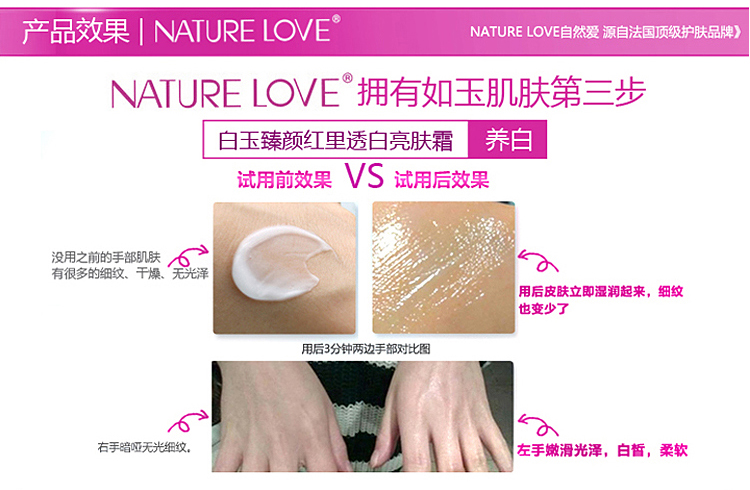 产品效果 | NATURE LOVE®
NATURE LOVE自然爱 源自法国顶级护肤品牌》
NATURE LOVE®拥有如玉肌肤第三步
白玉臻颜红里透白亮肤霜 养白
试用前效果 VS 试用后效果
没用之前的手部肌肤
有很多的细纹、干燥、无光泽
用后皮肤立即湿润起来，细纹
也变少了
用后3分钟两边手部对比图
右手暗哑无光细纹。
左手嫩滑光泽，白皙，柔软